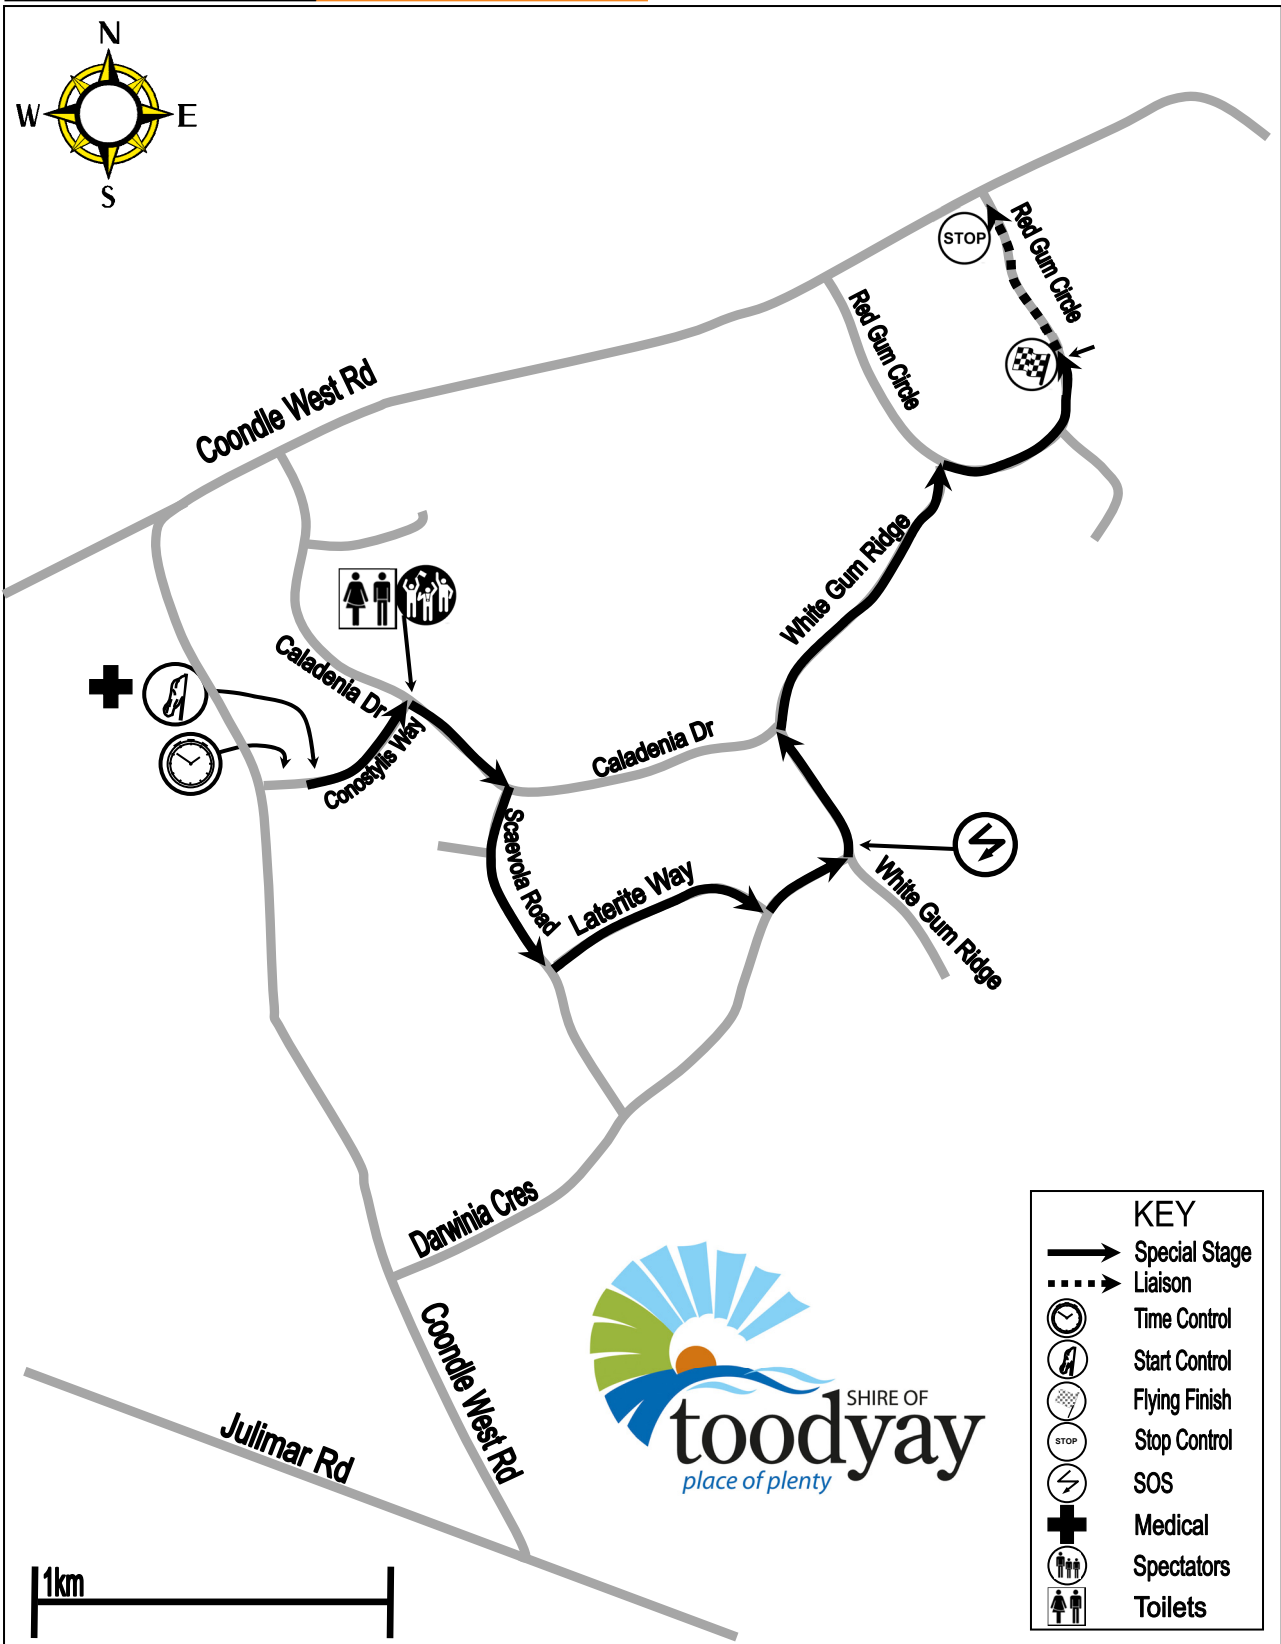 N
W
E
S
Coondle West Rd
STOP
Red Gum Circle
Red Gum Circle
White Gum Ridge
Caladenia Dr
Conostylis Way
Caladenia Dr
Scaevola Road
Laterite Way
White Gum Ridge
Darwinia Cres
Coondle West Rd
Julimar Rd
1km
SHIRE OF
toodyay
place of plenty
KEY
Special Stage
Liaison
Time Control
Start Control
Flying Finish
STOP
Stop Control
SOS
Medical
Spectators
Toilets